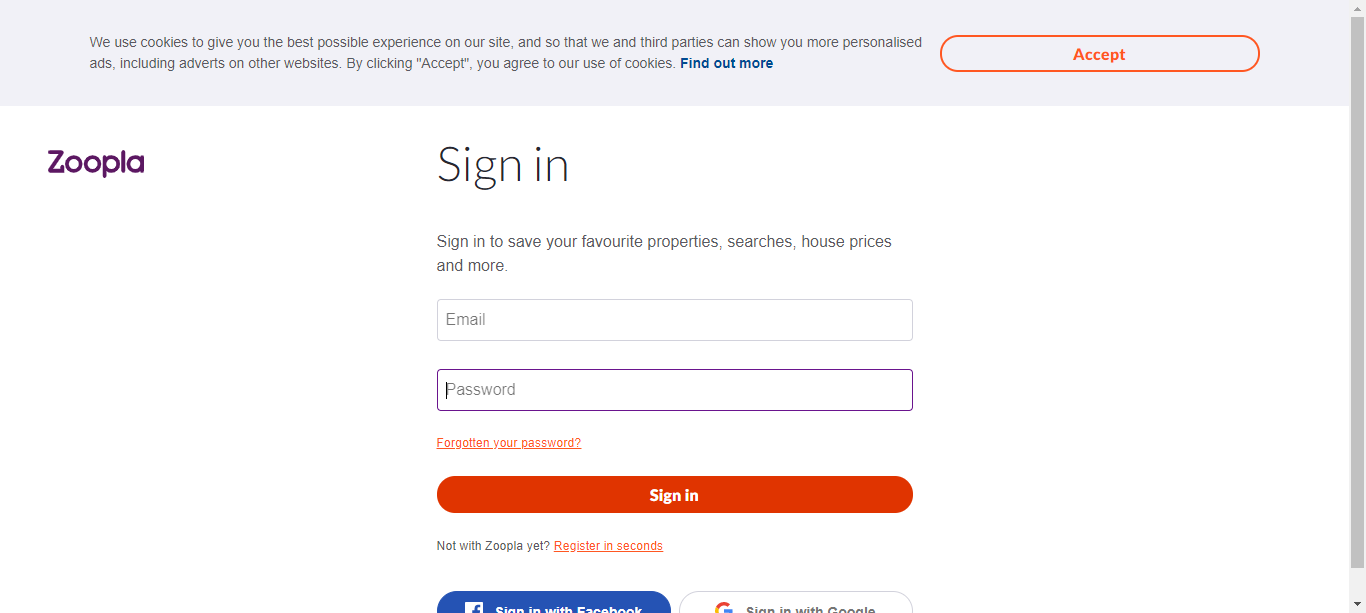 We use cookies to give you the best possible experience on our site, and so that we and third parties can show you more personalised
ads, including adverts on other websites. By clicking "Accept", you agree to our use of cookies. Find out more
Accept
Zoopla
Sign in
Sign in to save your favourite properties, searches, house prices
and more.
Email
Password
Forgotten your password?
Sign in
Not with Zoopla yet? Register in seconds
Sign in with Facebook
Sign in with Google